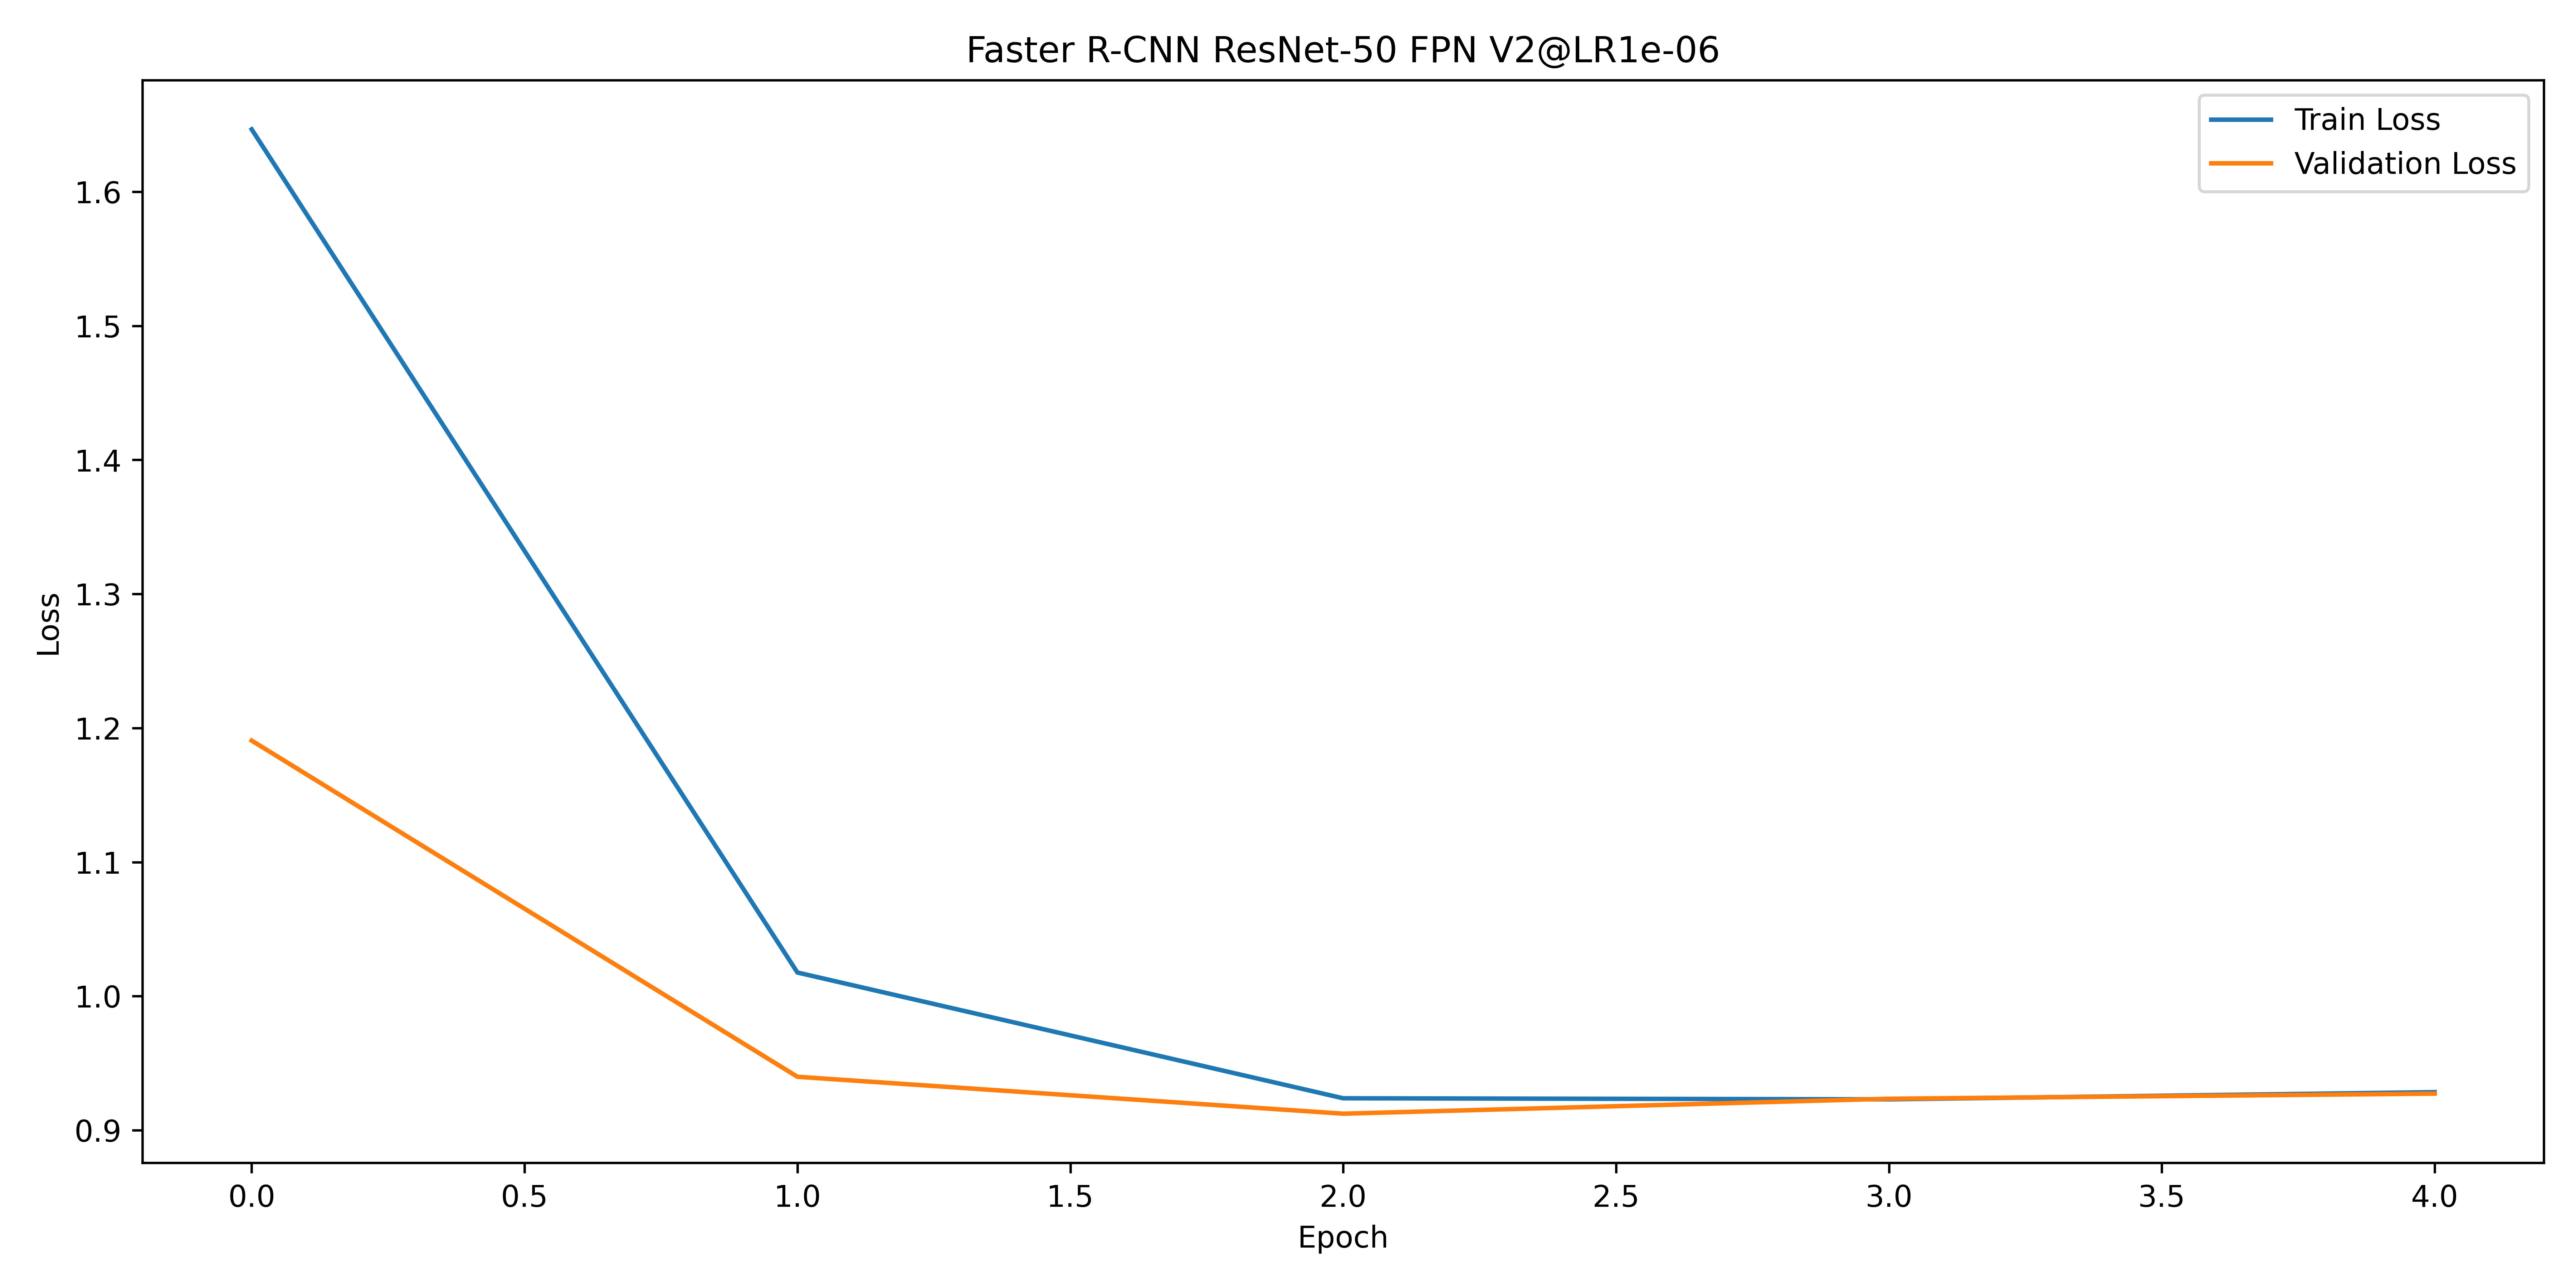 Faster R-CNN ResNet-50 FPN V2@LR1e-06
Train Loss
Validation Loss
1.6
1.5
1.4
1.3
1.2
1.1
1.0
0.9
Loss
0.0 0.5 1.0 1.5 2.0 2.5 3.0 3.5 4.0
Epoch